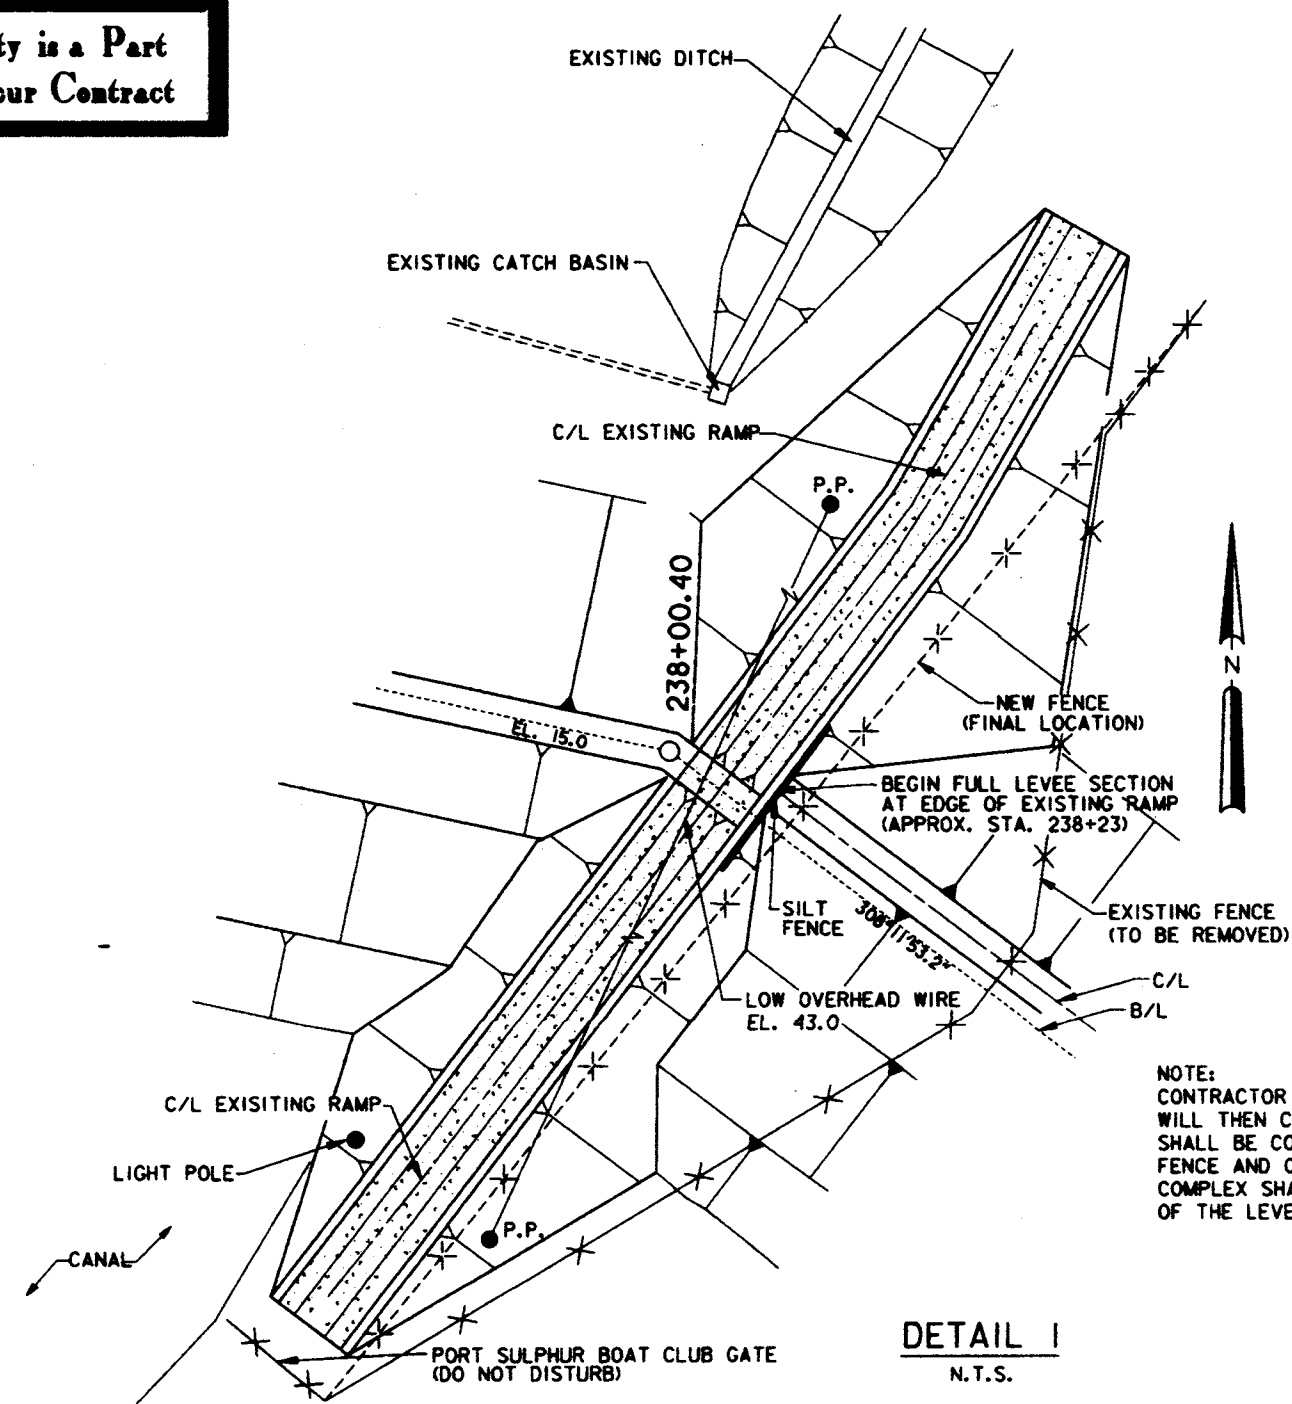 ty is a Part
our Contract
EXISTING DITCH
EXISTING CATCH BASIN
C/L EXISTING RAMP
P.P.
238+00.40
N
NEW FENCE
(FINAL LOCATION)
EL. 15.0
BEGIN FULL LEVEE SECTION
AT EDGE OF EXISTING RAMP
(APPROX. STA. 238+23)
SILT
FENCE
EXISTING FENCE
(TO BE REMOVED)
C/L
B/L
LOW OVERHEAD WIRE
EL. 43.0
NOTE:
CONTRACTOR
WILL THEN C
SHALL BE CO
FENCE AND
COMPLEX SHA
OF THE LEVE
C/L EXISITING RAMP
LIGHT POLE
P.P.
CANAL
PORT SULPHUR BOAT CLUB GATE
(DO NOT DISTURB)
DETAIL 1
N.T.S.